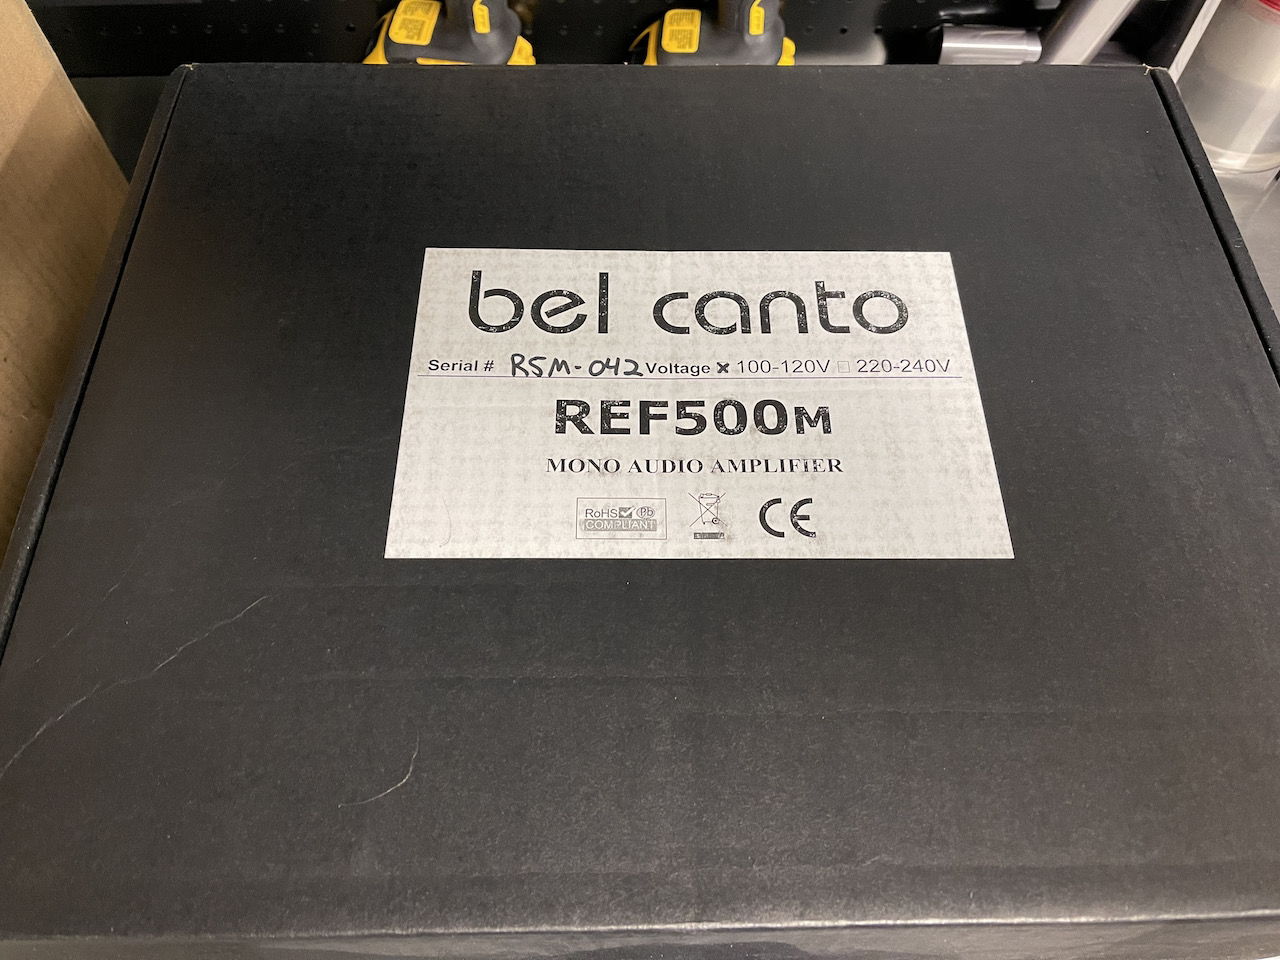 bel canto
Serial # R5M-042 Voltage × 100-120V □ 220-240V
REF500M
MONO AUDIO AMPLIFIER
RoHS Pb
COMPLIANT
CE